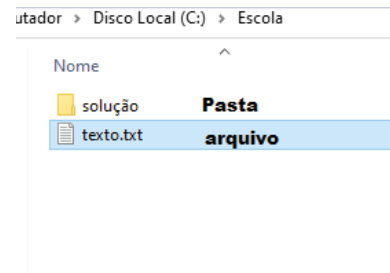 utador > Disco Local (C:) > Escola
Nome
solução Pasta
texto.txt arquivo